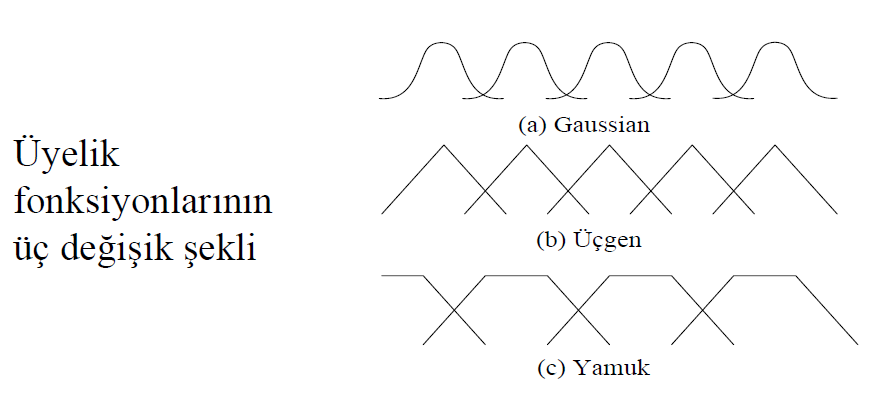 Üyelik
fonksiyonlarının
üç değişik şekli
(a) Gaussian
(b) Üçgen
(c) Yamuk